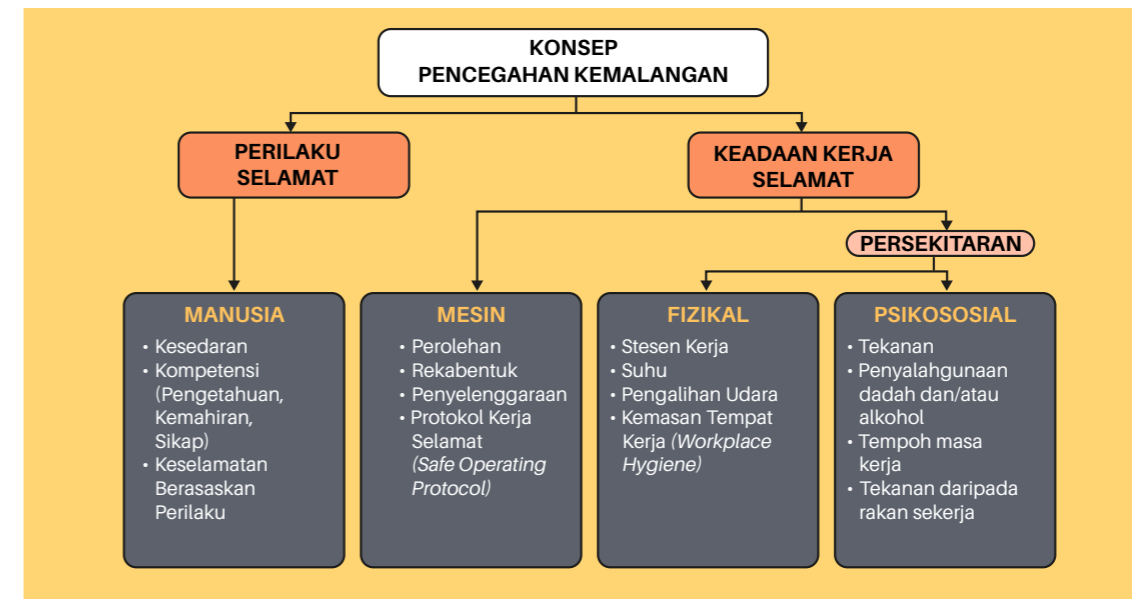 KONSEP
PENCEGAHAN KEMALANGAN
PERILAKU
SELAMAT
KEADAAN KERJA
SELAMAT
PERSEKITARAN
MANUSIA
• Kesedaran
• Kompetensi
(Pengetahuan,
Kemahiran,
Sikap)
• Keselamatan
Berasaskan
Perilaku
MESIN
• Perolehan
• Rekabentuk
• Penyelenggaraan
• Protokol Kerja
Selamat
(Safe Operating
Protocol)
FIZIKAL
• Stesen Kerja
• Suhu
• Pengalihan Udara
• Kemasan Tempat
Kerja (Workplace
Hygiene)
PSIKOSOSIAL
• Tekanan
• Penyalahgunaan
dadah dan/atau
alkohol
• Tempoh masa
kerja
• Tekanan daripada
rakan sekerja